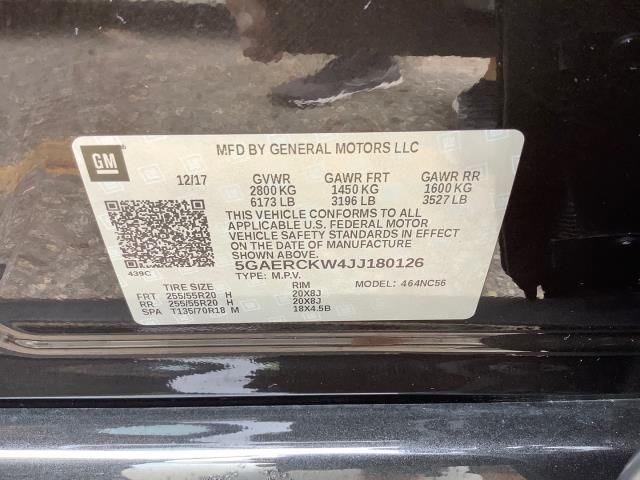 MFD BY GENERAL MOTORS LLC
GM
12/17 GVWR GAWR FRT GAWR RR
2800 KG 1450 KG 1600 KG
6173 LB 3196 LB 3527 LB
THIS VEHICLE CONFORMS TO ALL
APPLICABLE U.S. FEDERAL MOTOR
VEHICLE SAFETY STANDARDS IN EFFECT
ON THE DATE OF MANUFACTURE
SHOWN ABOVE.
5GAERCKW4JJ180126
439C TYPE: M.P.V. MODEL: 464NC56
TIRE SIZE RIM
FRT 255/55R20 H 20X8J
RR 255/55R20 H 20X8J
SPA T135/70R18 M 18X4.5B